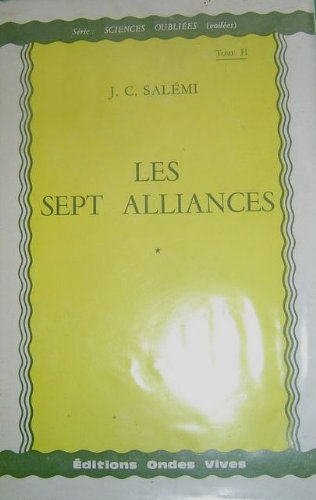 Série: SCIENCES OUBLIÉES (voilées)
Tome II
J. C. SALÉMI
LES
SEPT ALLIANCES
*
Éditions Ondes Vives